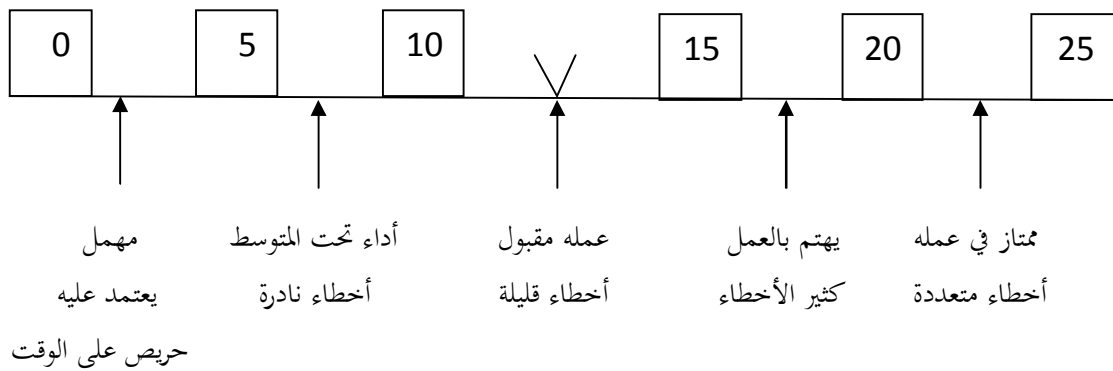 0 5 10 15 20 25
مهمل أداء تحت المتوسط عمله مقبول يهتم بالعمل ممتاز في عمله
يعتمد عليه أخطاء نادرة أخطاء قليلة كثير الأخطاء أخطاء متعددة
حريص على الوقت